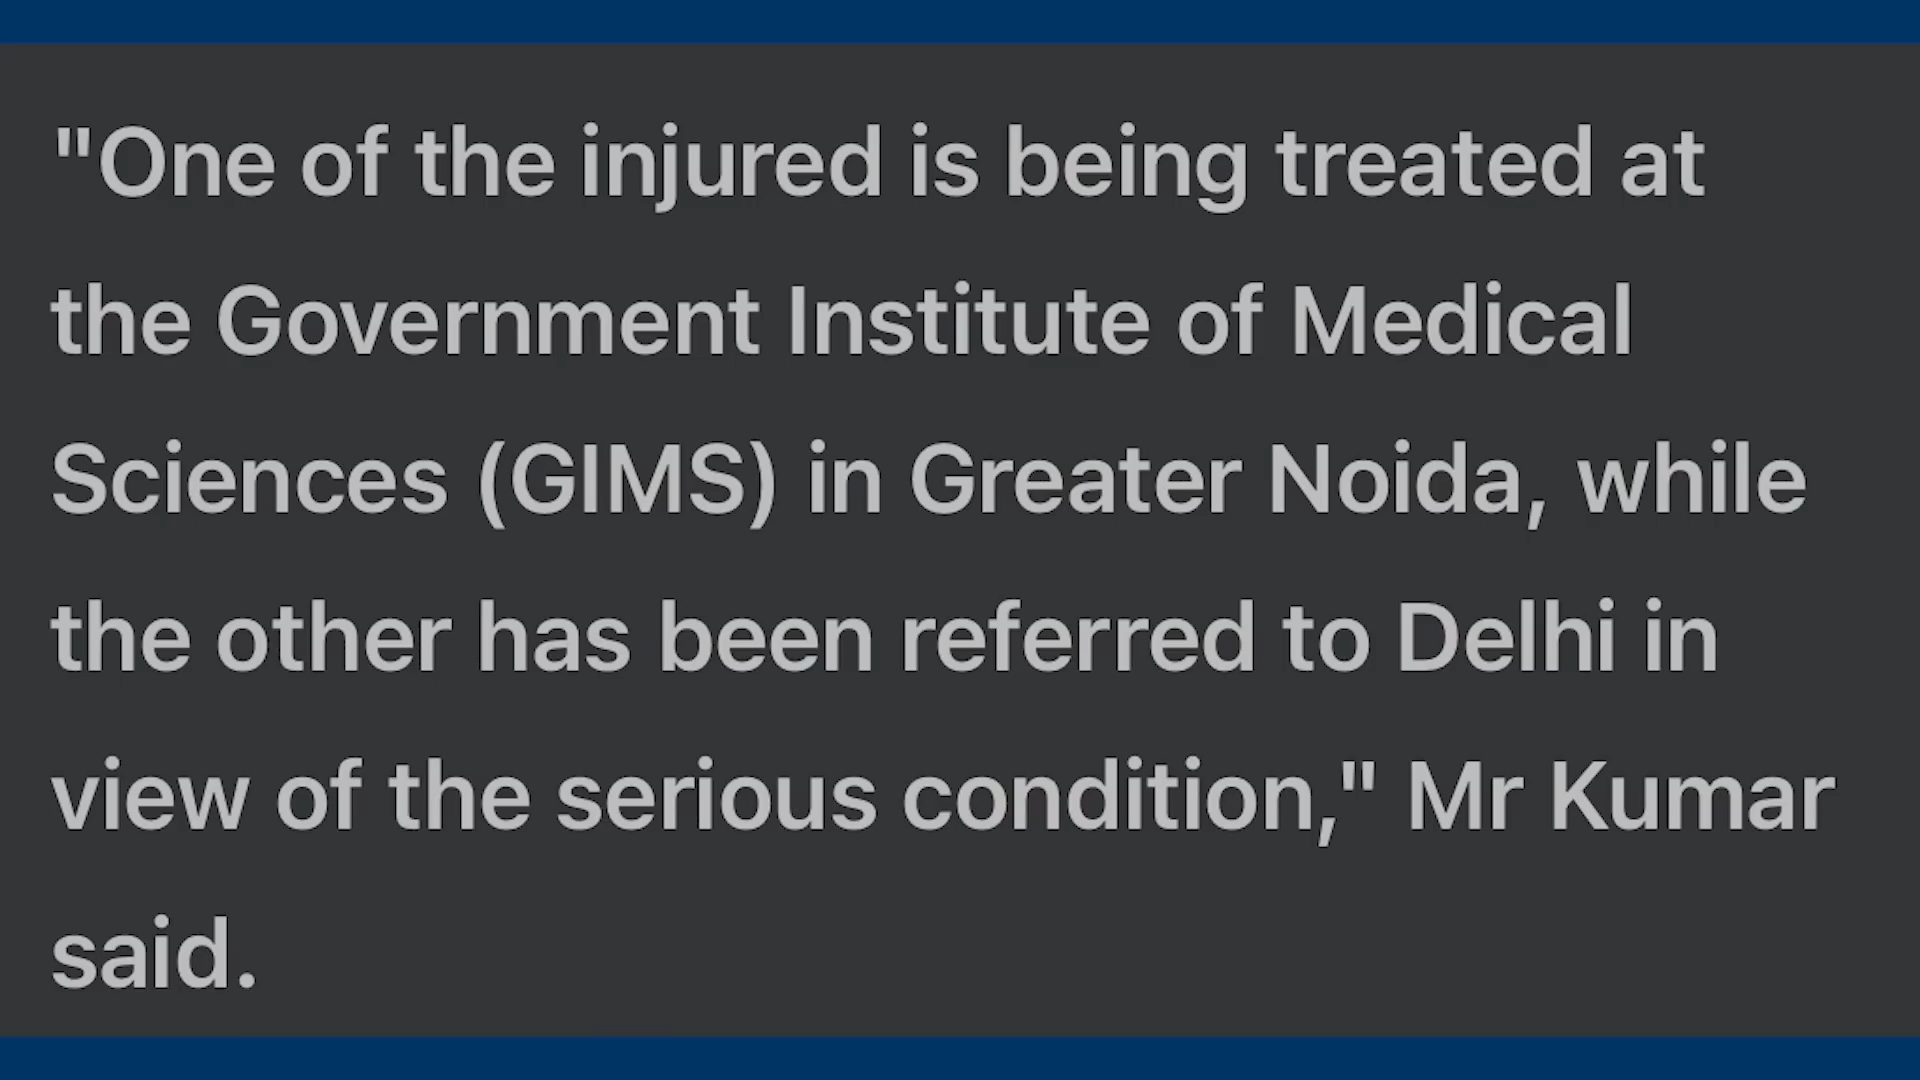 "One of the injured is being treated at
the Government Institute of Medical
Sciences (GIMS) in Greater Noida, while
the other has been referred to Delhi in
view of the serious condition," Mr Kumar
said.